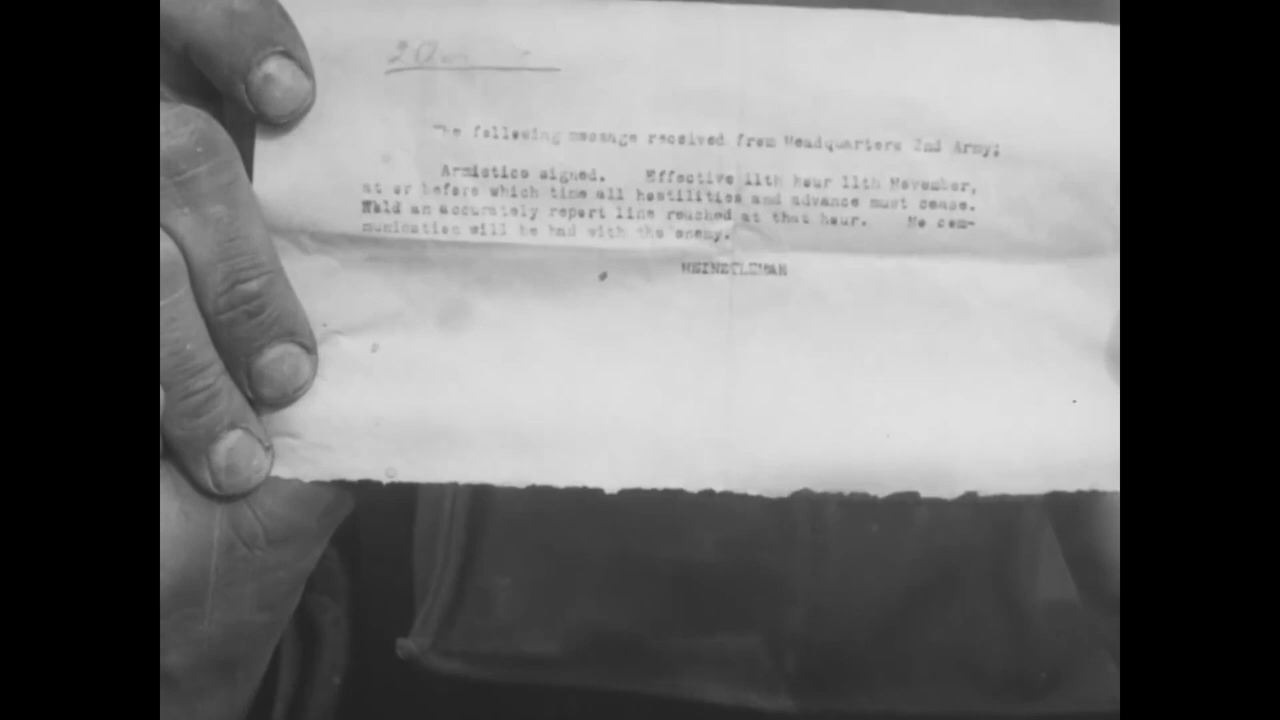 20
The following message received from Headquarters 2nd Army:
Armistice signed. Effective 11th hour 11th November,
at or before which time all hostilities and advance must cease.
Hold an accurately report line reached at that hour. No com-
munication will be had with the enemy.
HEINTZLEMAN